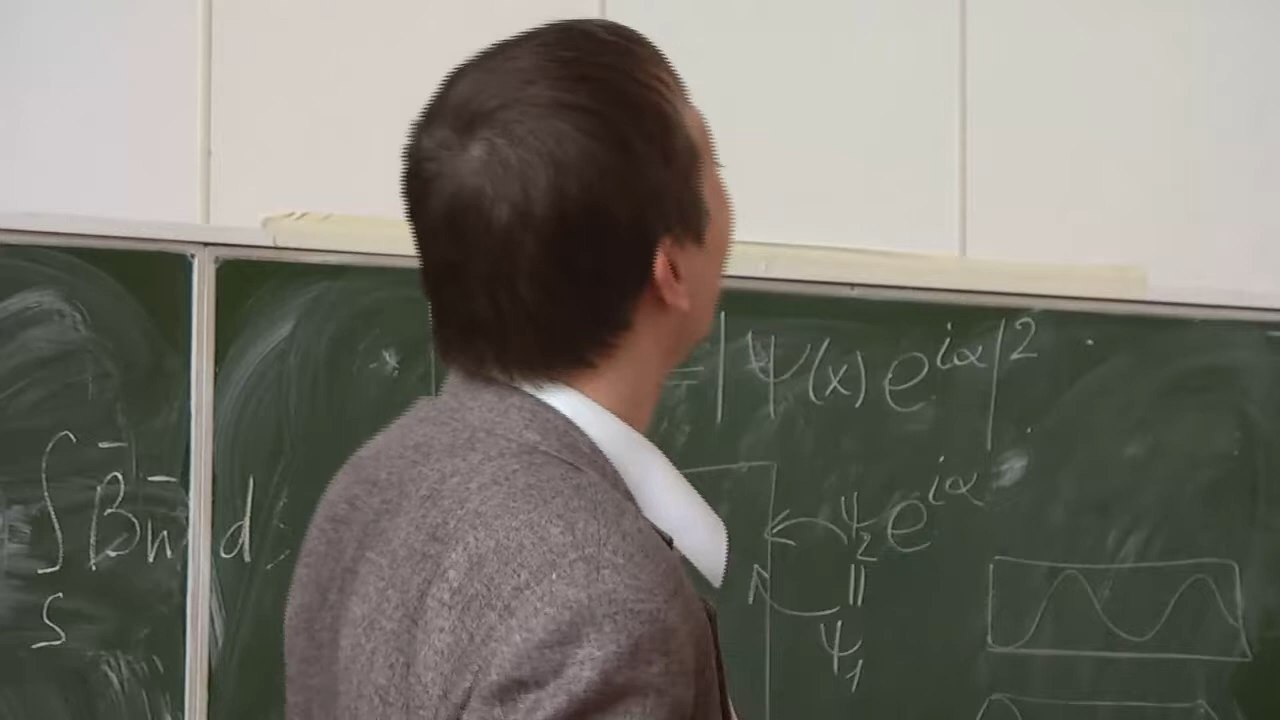 = |ψ(x) e^{iα}|²
ψ₂ e^{iα}
॥
ψ₁
∫ B̄ n̄ d
S